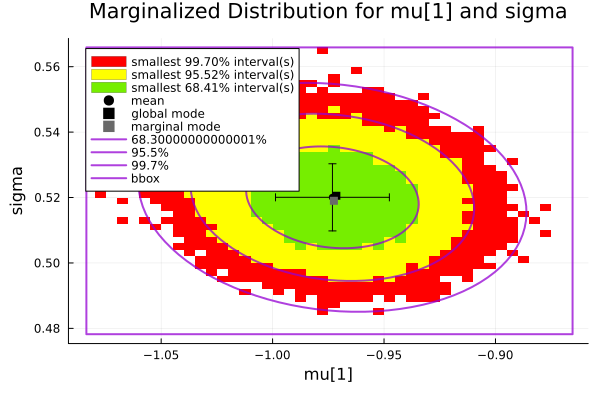 Marginalized Distribution for mu[1] and sigma
smallest 99.70% interval(s)
smallest 95.52% interval(s)
smallest 68.41% interval(s)
mean
global mode
marginal mode
68.30000000000001%
95.5%
99.7%
bbox
sigma
0.56
0.54
0.52
0.50
0.48
−1.05
−1.00
−0.95
−0.90
mu[1]